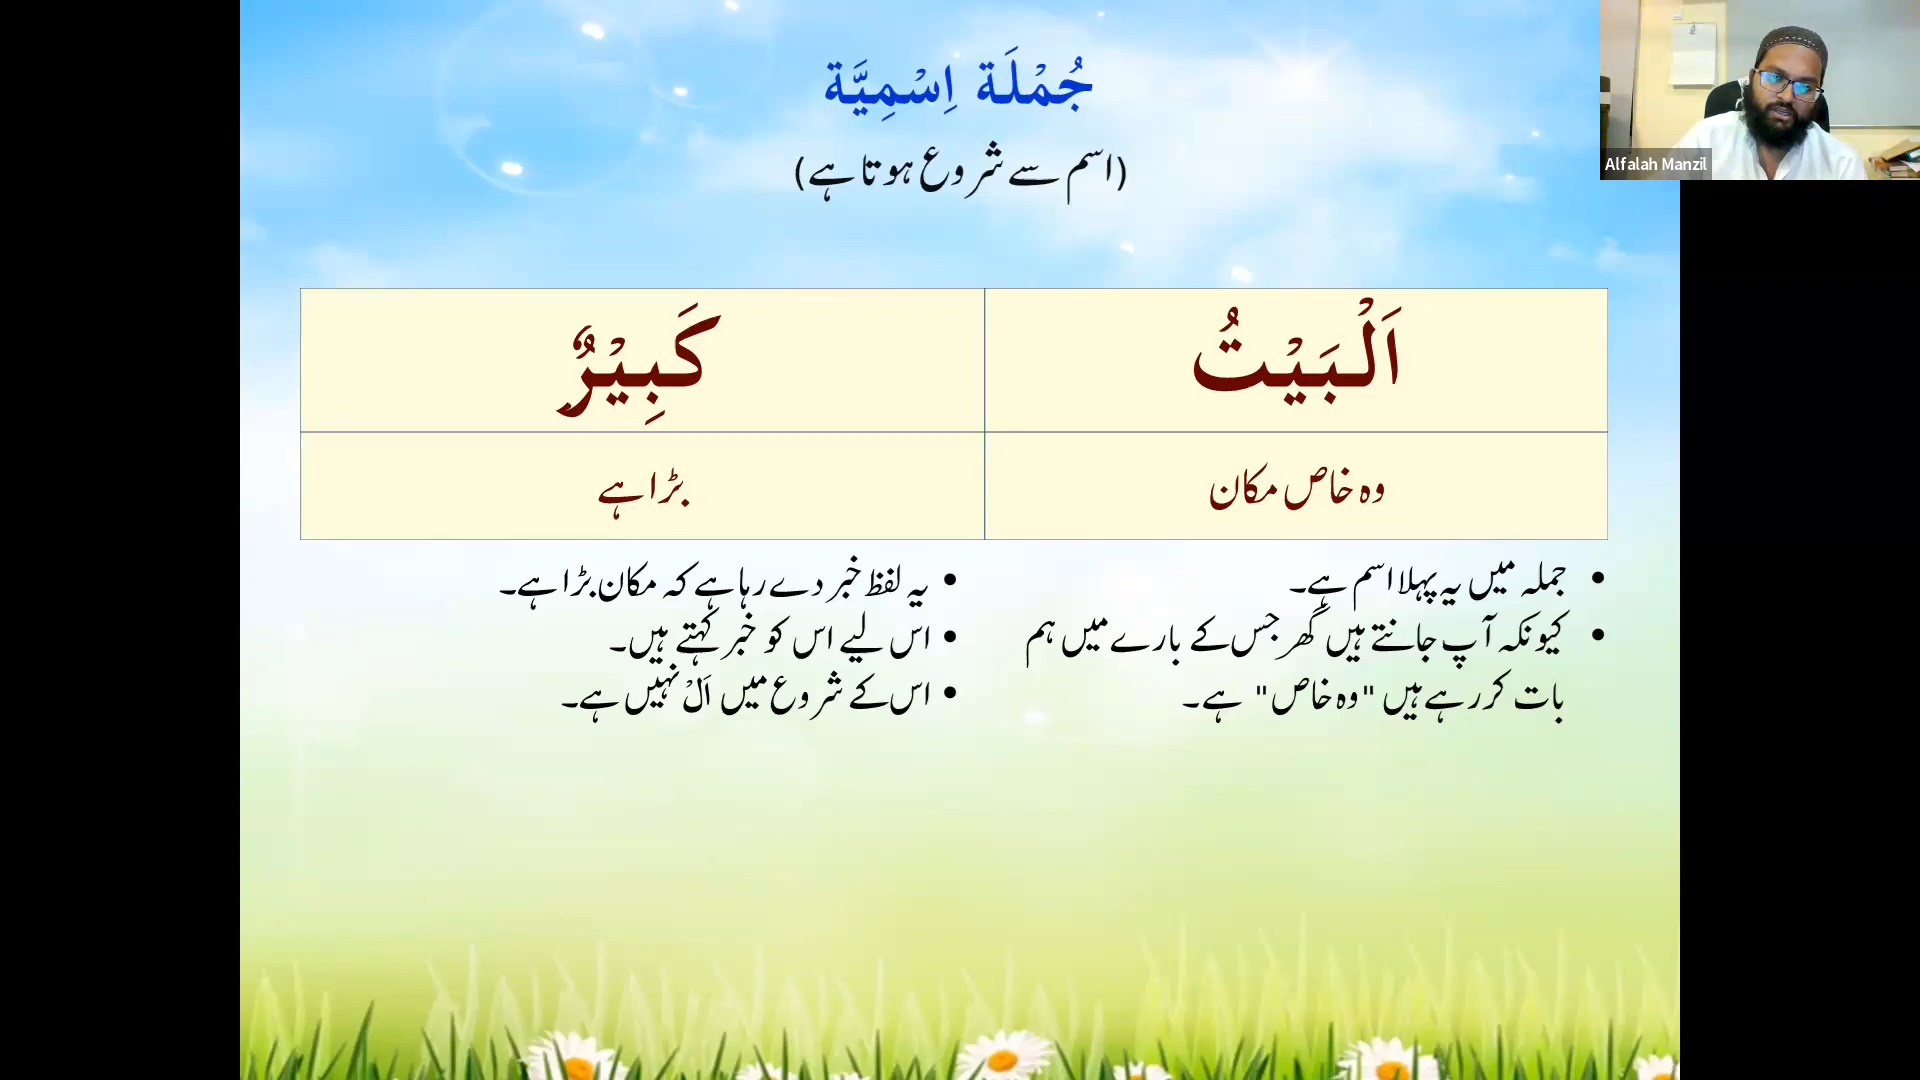 جُمْلَة اِسْمِيَّة
(اسم سے شروع ہوتا ہے)
Alfalah Manzil
اَلْبَيْتُ
كَبِيْرٌ
وہ خاص مکان
بڑا ہے
• جملہ میں یہ پہلا اسم ہے۔
• کیونکہ آپ جانتے ہیں گھر جس کے بارے میں ہم
بات کر رہے ہیں "وہ خاص" ہے۔
• یہ لفظ خبر دے رہا ہے کہ مکان بڑا ہے۔
• اس لیے اس کو خبر کہتے ہیں۔
• اس کے شروع میں اَلْ نہیں ہے۔